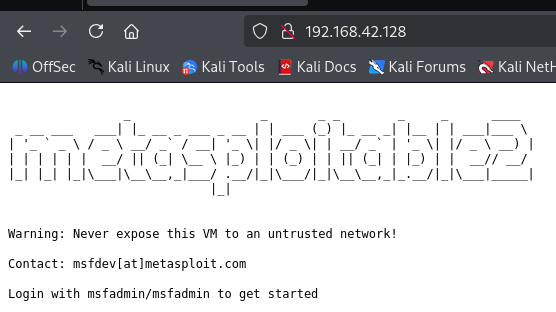 192.168.42.128
OffSec Kali Linux Kali Tools Kali Docs Kali Forums Kali NetH
metasploitable2
Warning: Never expose this VM to an untrusted network!
Contact: msfdev[at]metasploit.com
Login with msfadmin/msfadmin to get started